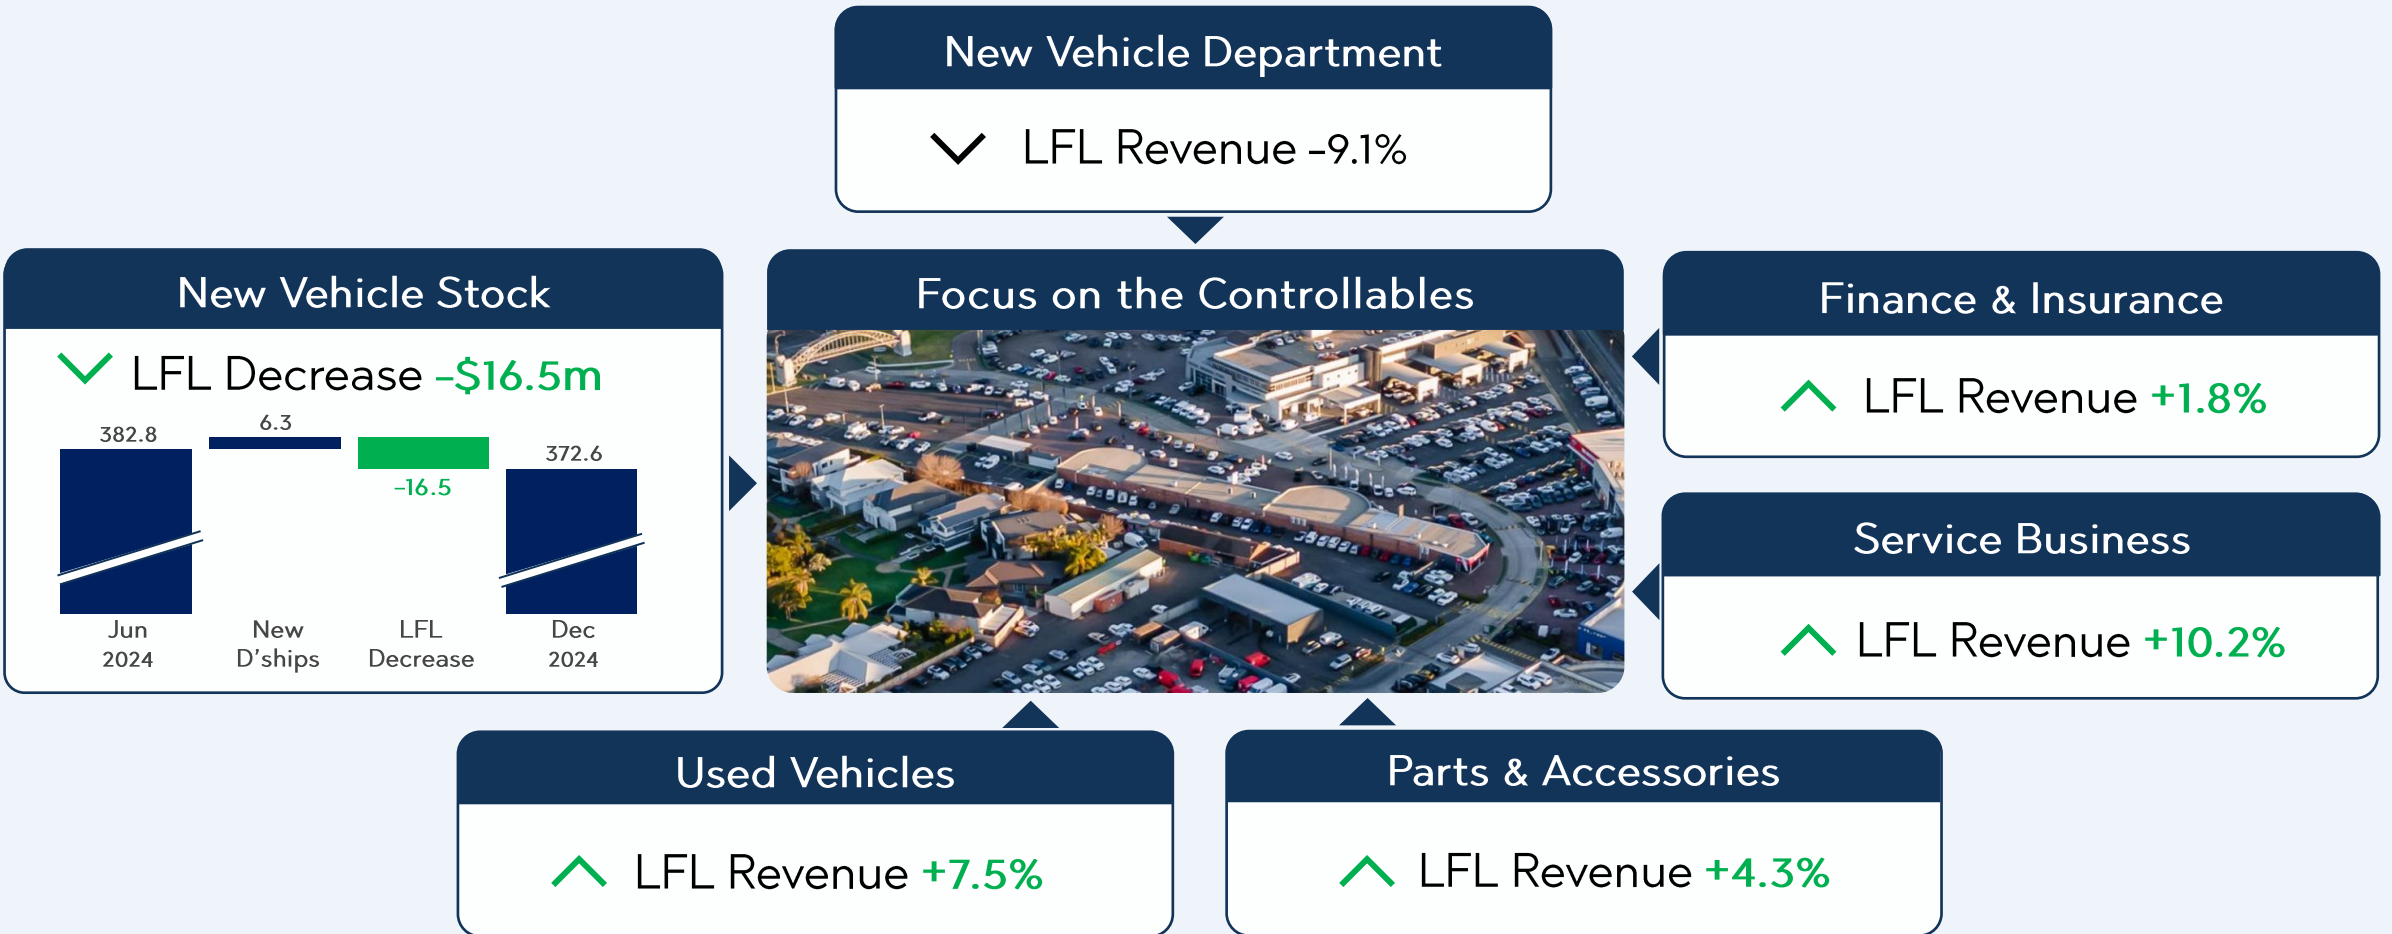 New Vehicle Department
LFL Revenue -9.1%
New Vehicle Stock
LFL Decrease -$16.5m
382.8
6.3
-16.5
372.6
Jun
2024
New
D'ships
LFL
Decrease
Dec
2024
Focus on the Controllables
Finance & Insurance
LFL Revenue +1.8%
Service Business
LFL Revenue +10.2%
Used Vehicles
LFL Revenue +7.5%
Parts & Accessories
LFL Revenue +4.3%